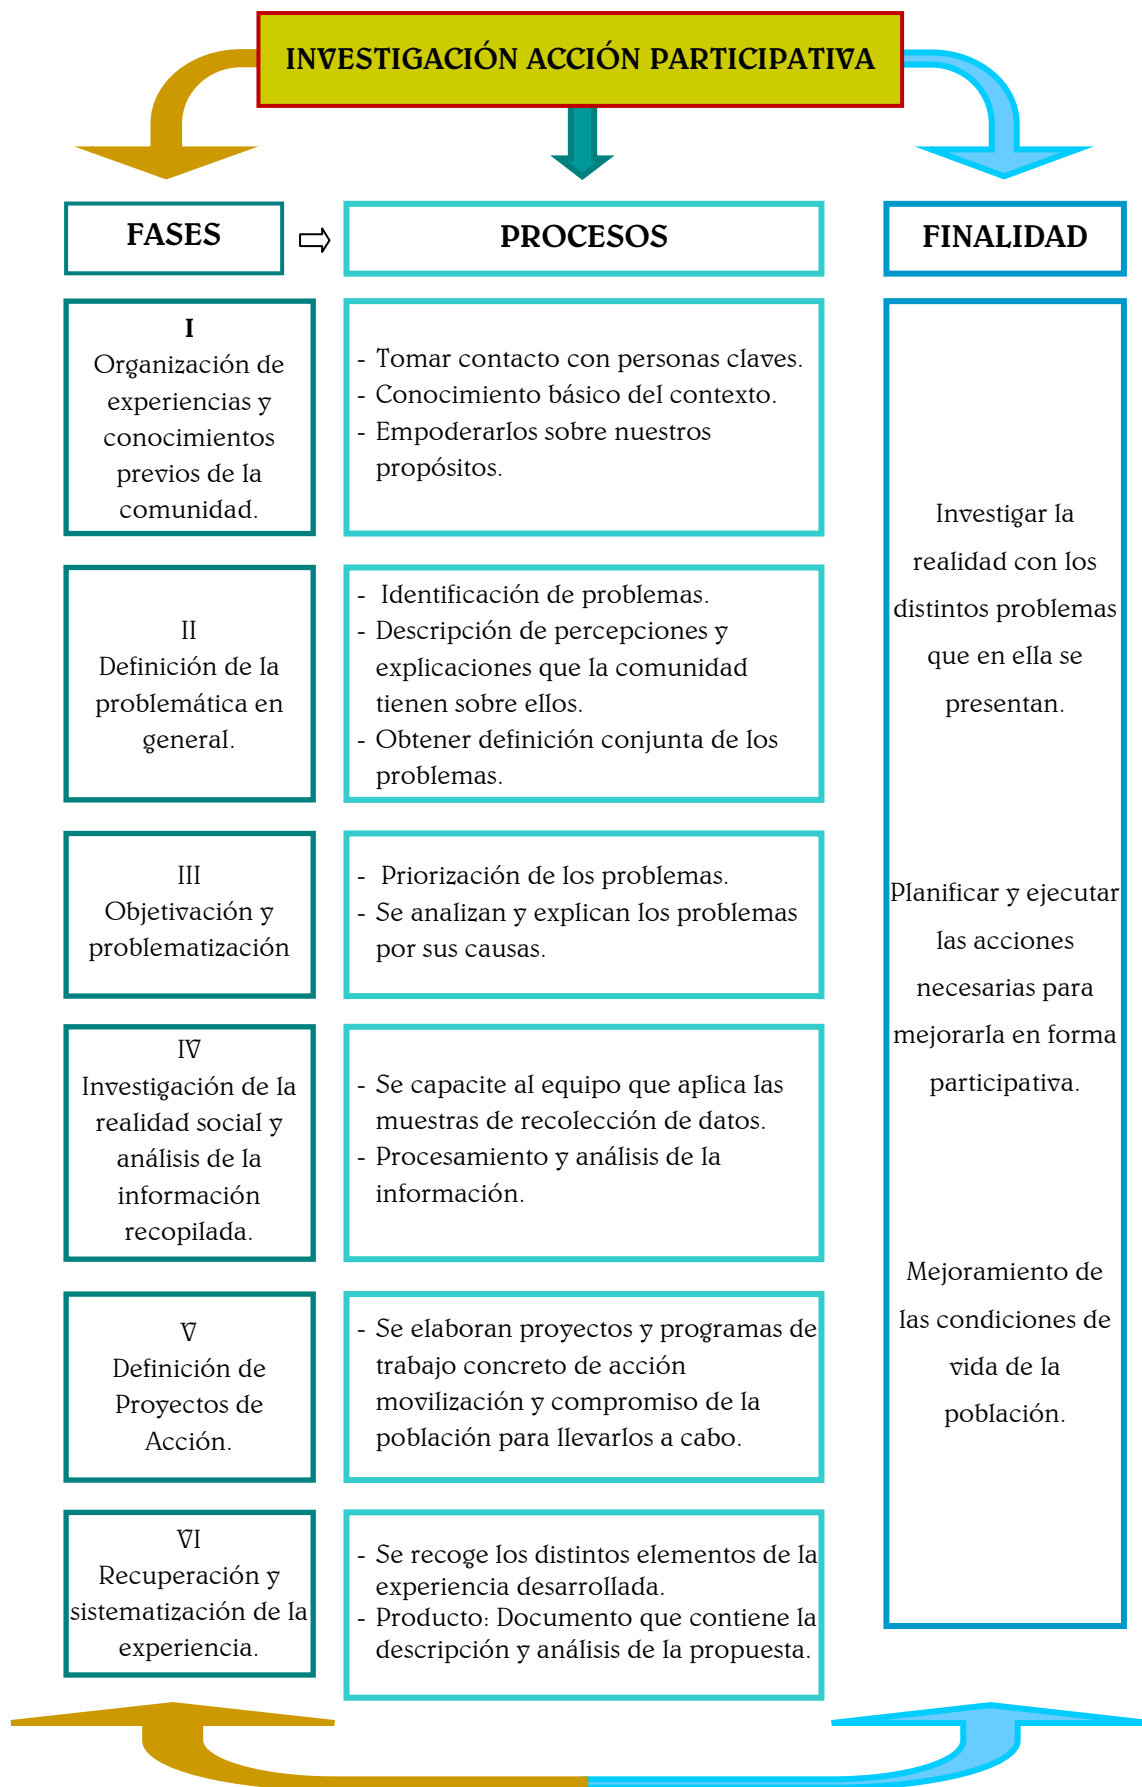 INVESTIGACIÓN ACCIÓN PARTICIPATIVA
FASES
PROCESOS
FINALIDAD
I
Organización de
experiencias y
conocimientos
previos de la
comunidad.
- Tomar contacto con personas claves.
- Conocimiento básico del contexto.
- Empoderarlos sobre nuestros
propósitos.
II
Definición de la
problemática en
general.
- Identificación de problemas.
- Descripción de percepciones y
explicaciones que la comunidad
tienen sobre ellos.
- Obtener definición conjunta de los
problemas.
III
Objetivación y
problematización
- Priorización de los problemas.
- Se analizan y explican los problemas
por sus causas.
IV
Investigación de la
realidad social y
análisis de la
información
recopilada.
- Se capacite al equipo que aplica las
muestras de recolección de datos.
- Procesamiento y análisis de la
información.
V
Definición de
Proyectos de
Acción.
- Se elaboran proyectos y programas de
trabajo concreto de acción
movilización y compromiso de la
población para llevarlos a cabo.
VI
Recuperación y
sistematización de la
experiencia.
- Se recoge los distintos elementos de la
experiencia desarrollada.
- Producto: Documento que contiene la
descripción y análisis de la propuesta.
Investigar la
realidad con los
distintos problemas
que en ella se
presentan.
Planificar y ejecutar
las acciones
necesarias para
mejorarla en forma
participativa.
Mejoramiento de
las condiciones de
vida de la
población.